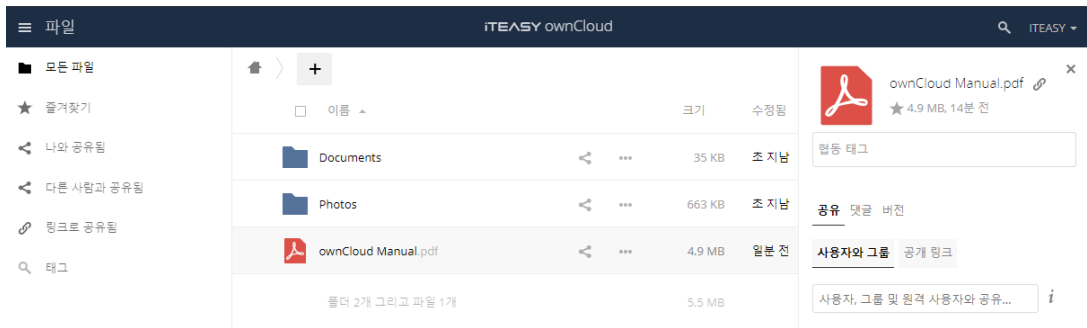 파일
iTEASY ownCloud
ITEASY
모든 파일
즐겨찾기
나와 공유됨
다른 사람과 공유됨
링크로 공유됨
태그
이름 크기 수정됨
Documents 35 KB 초 지남
Photos 663 KB 초 지남
ownCloud Manual.pdf 4.9 MB 일분 전
폴더 2개 그리고 파일 1개 5.5 MB
ownCloud Manual.pdf
4.9 MB, 14분 전
협동 태그
공유 댓글 버전
사용자와 그룹 공개 링크
사용자, 그룹 및 원격 사용자와 공유... i